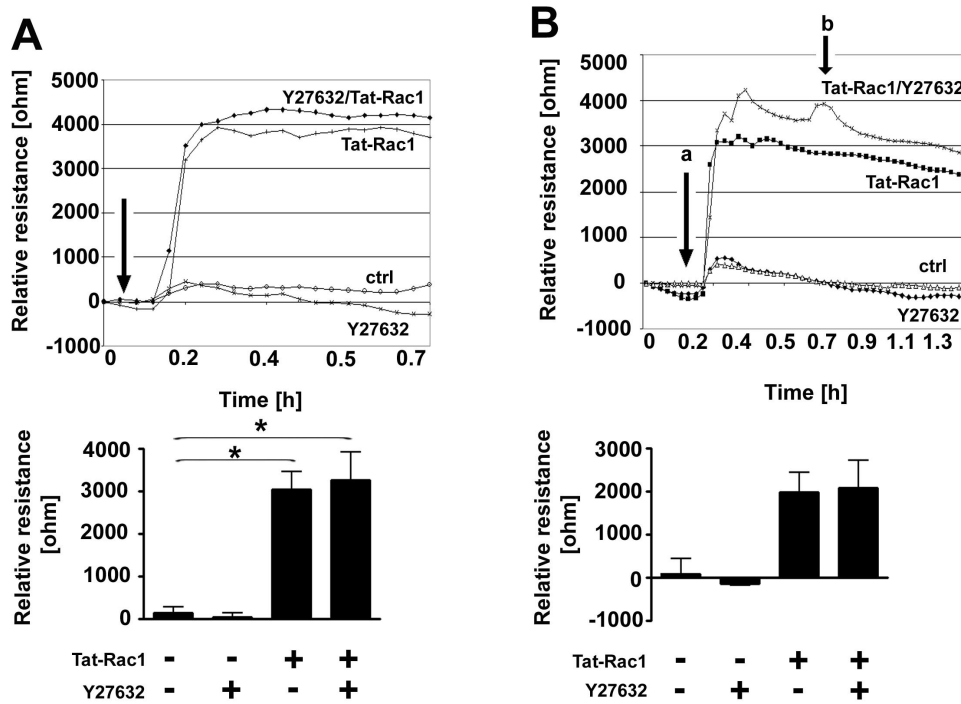 A
Relative resistance [ohm]
5000
4000
3000
2000
1000
0
-1000
Y27632/Tat-Rac1
Tat-Rac1
ctrl
Y27632
0
0.2
0.4
0.5
0.7
Time [h]
Relative resistance
[ohm]
4000
3000
2000
1000
0
*
*
Tat-Rac1 - - + +
Y27632 - + - +
B
Relative resistance [ohm]
5000
4000
3000
2000
1000
0
-1000
b
Tat-Rac1/Y27632
a
Tat-Rac1
ctrl
Y27632
0
0.2
0.4
0.7
0.9
1.1
1.3
Time [h]
Relative resistance
[ohm]
3000
2000
1000
0
-1000
Tat-Rac1 - - + +
Y27632 - + - +